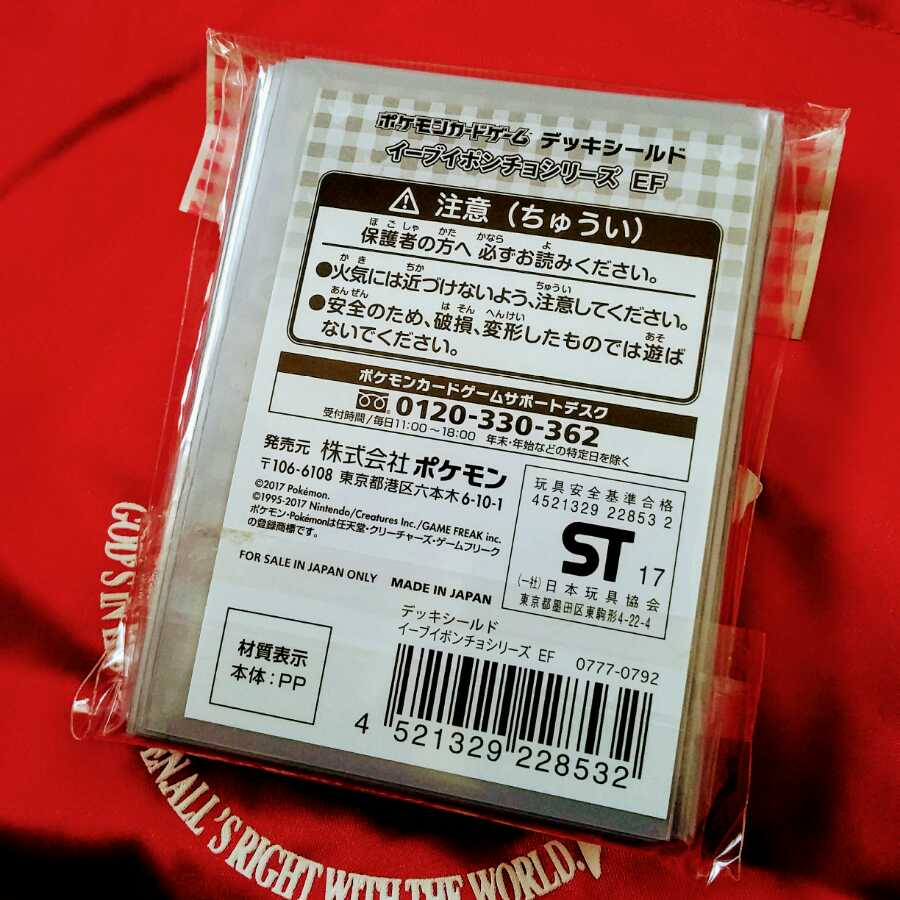 ポケモンカードゲーム デッキシールド
イーブイポンチョシリーズ EF
注意（ちゅうい）
保護者の方へ 必ずお読みください。
●火気には近づけないよう、注意してください。
●安全のため、破損、変形したものでは遊ば
ないでください。
ポケモンカードゲームサポートデスク
0120-330-362
受付時間/毎日11:00〜18:00 年末・年始などの特定日を除く
発売元 株式会社 ポケモン
〒106-6108 東京都港区六本木6-10-1
©2017 Pokémon.
©1995-2017 Nintendo/Creatures Inc./GAME FREAK inc.
ポケモン・Pokémonは任天堂・クリーチャーズ・ゲームフリーク
の登録商標です。
FOR SALE IN JAPAN ONLY MADE IN JAPAN
玩具安全基準合格
4521329 22853 2
ST 17
(一社)日本玩具協会
東京都墨田区東駒形4-22-4
材質表示
本体:PP
デッキシールド
イーブイポンチョシリーズ EF 0777-0792
4 521329 228532
GOD'S IN
ALL'S RIGHT WITH THE WORLD.